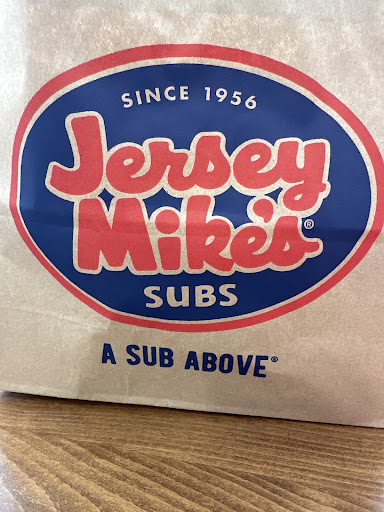 SINCE 1956
Jersey
Mike's®
SUBS
A SUB ABOVE®